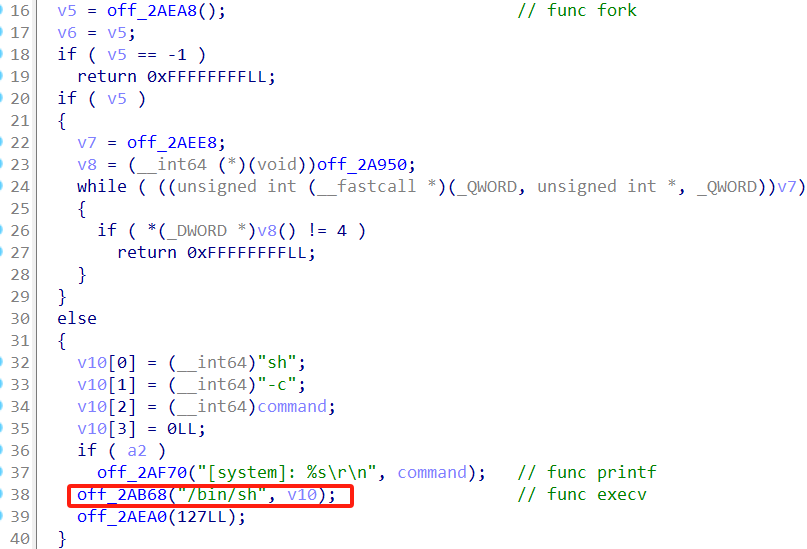 16 v5 = off_2AEA8(); // func fork
17 v6 = v5;
18 if ( v5 == -1 )
19 return 0xFFFFFFFFLL;
20 if ( v5 )
21 {
22 v7 = off_2AEE8;
23 v8 = (__int64 (*)(void))off_2A950;
24 while ( ((unsigned int (__fastcall *)(_QWORD, unsigned int *, _QWORD))v7)
25 {
26 if ( *(_DWORD *)v8() != 4 )
27 return 0xFFFFFFFFLL;
28 }
29 }
30 else
31 {
32 v10[0] = (__int64)"sh";
33 v10[1] = (__int64)"-c";
34 v10[2] = (__int64)command;
35 v10[3] = 0LL;
36 if ( a2 )
37 off_2AF70("[system]: %s\r\n", command); // func printf
38 off_2AB68("/bin/sh", v10); // func execv
39 off_2AEA0(127LL);
40 }